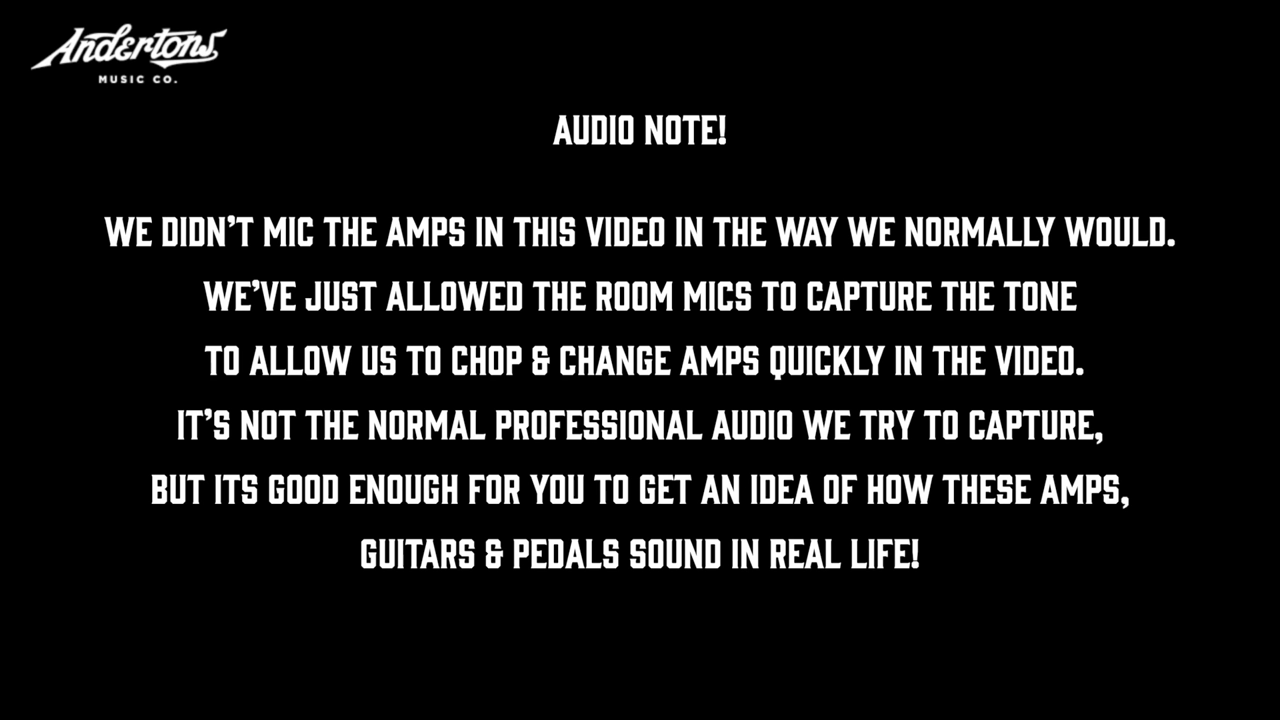 Andertons
MUSIC CO.
AUDIO NOTE!
WE DIDN'T MIC THE AMPS IN THIS VIDEO IN THE WAY WE NORMALLY WOULD.
WE'VE JUST ALLOWED THE ROOM MICS TO CAPTURE THE TONE
TO ALLOW US TO CHOP & CHANGE AMPS QUICKLY IN THE VIDEO.
IT'S NOT THE NORMAL PROFESSIONAL AUDIO WE TRY TO CAPTURE,
BUT ITS GOOD ENOUGH FOR YOU TO GET AN IDEA OF HOW THESE AMPS,
GUITARS & PEDALS SOUND IN REAL LIFE!